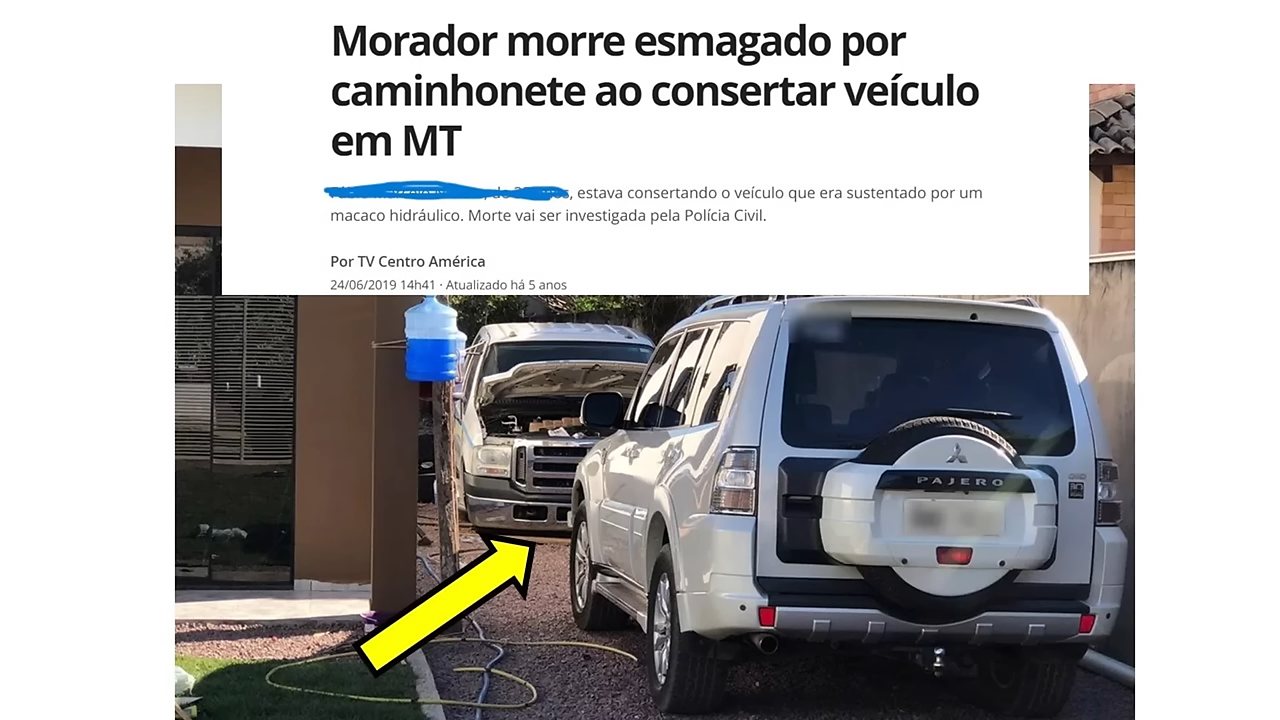 Morador morre esmagado por
caminhonete ao consertar veículo
em MT
, estava consertando o veículo que era sustentado por um
macaco hidráulico. Morte vai ser investigada pela Polícia Civil.
Por TV Centro América
24/06/2019 14h41 · Atualizado há 5 anos
PAJERO